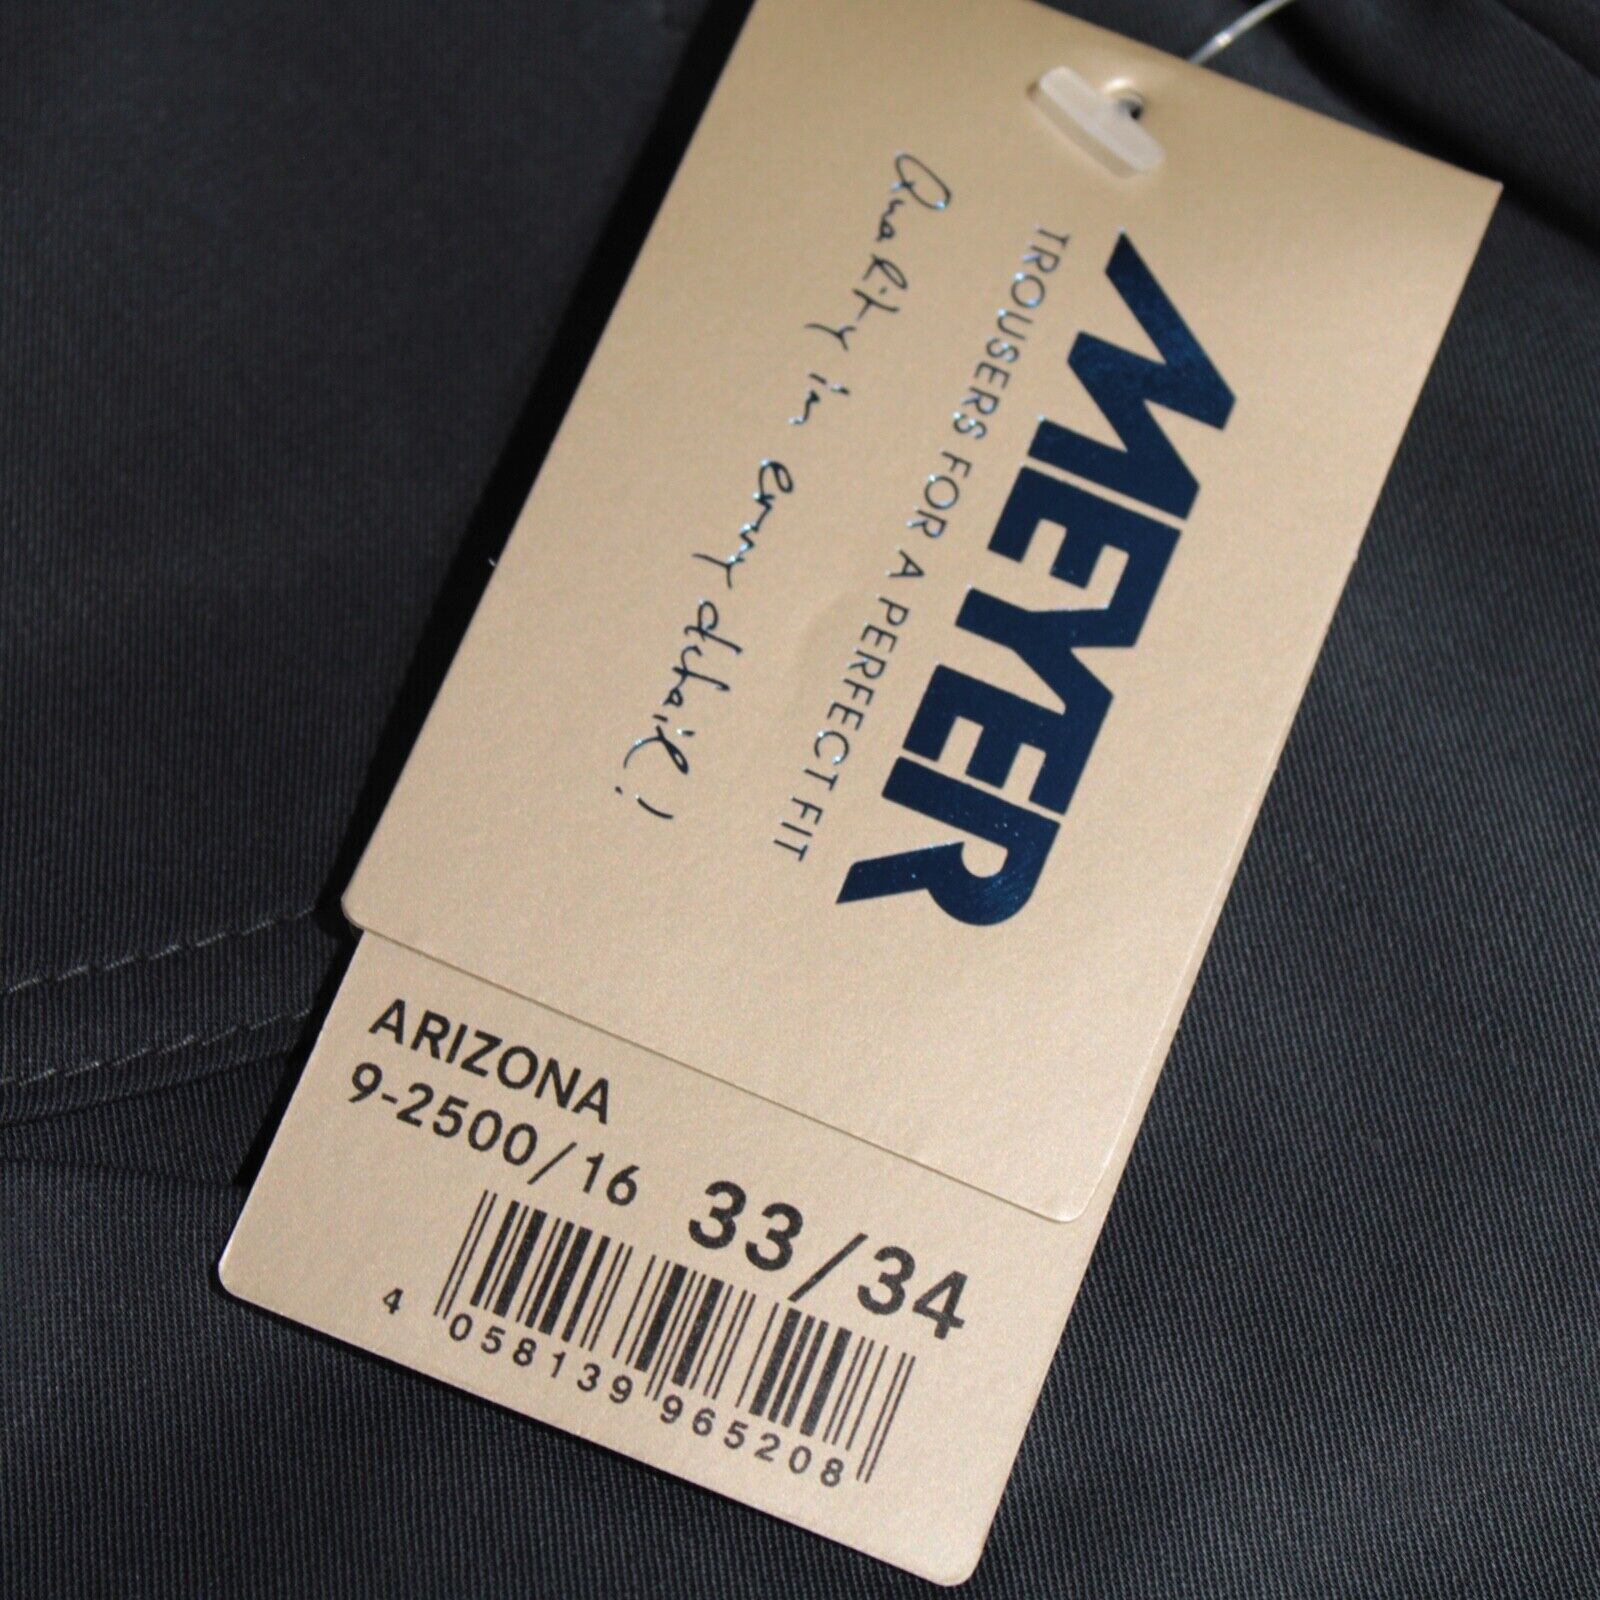 MEYER
TROUSERS FOR A PERFECT FIT
Quality in every detail!
ARIZONA
9-2500/16
33/34
4 058139 965208